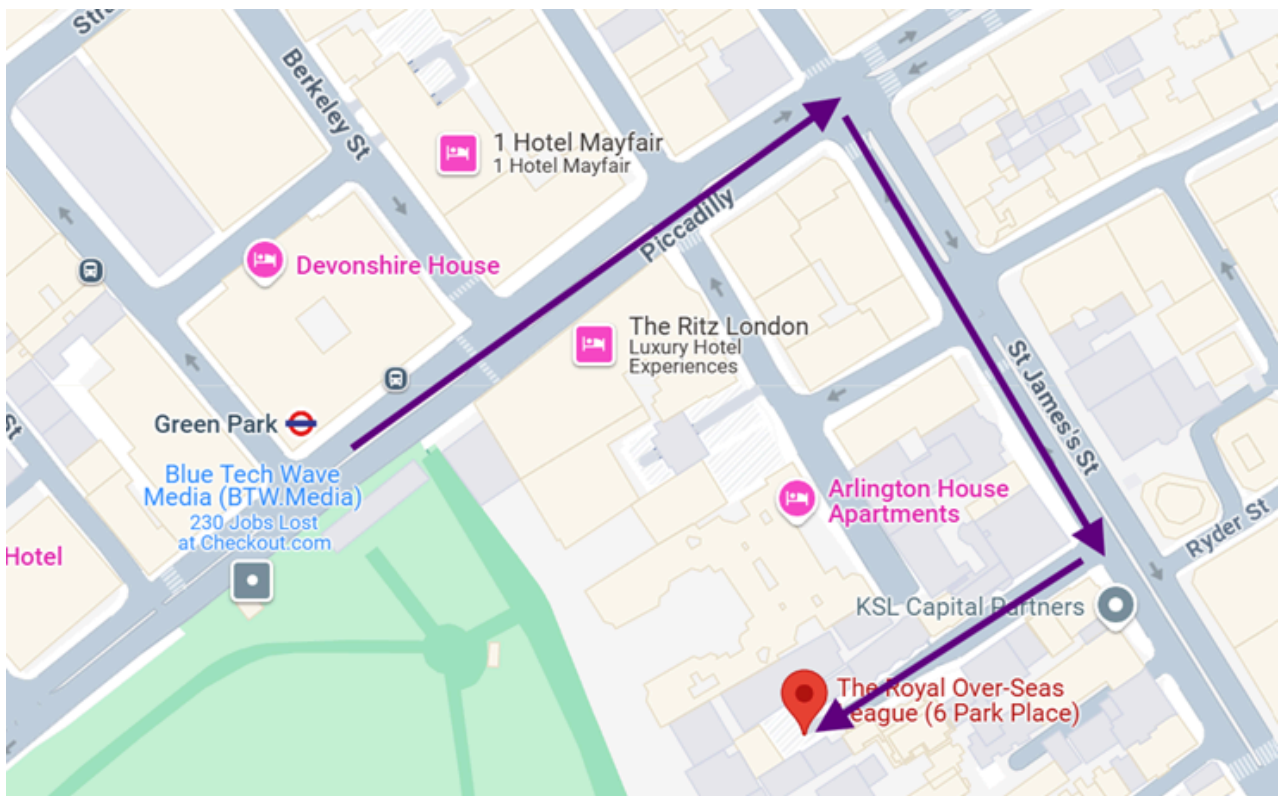 Berkeley St
1 Hotel Mayfair
1 Hotel Mayfair
Piccadilly
Devonshire House
The Ritz London
Luxury Hotel
Experiences
St James's St
Green Park
St
Blue Tech Wave
Media (BTW.Media)
230 Jobs Lost
at Checkout.com
Arlington House
Apartments
Ryder St
Hotel
KSL Capital Partners
The Royal Over-Seas
League (6 Park Place)